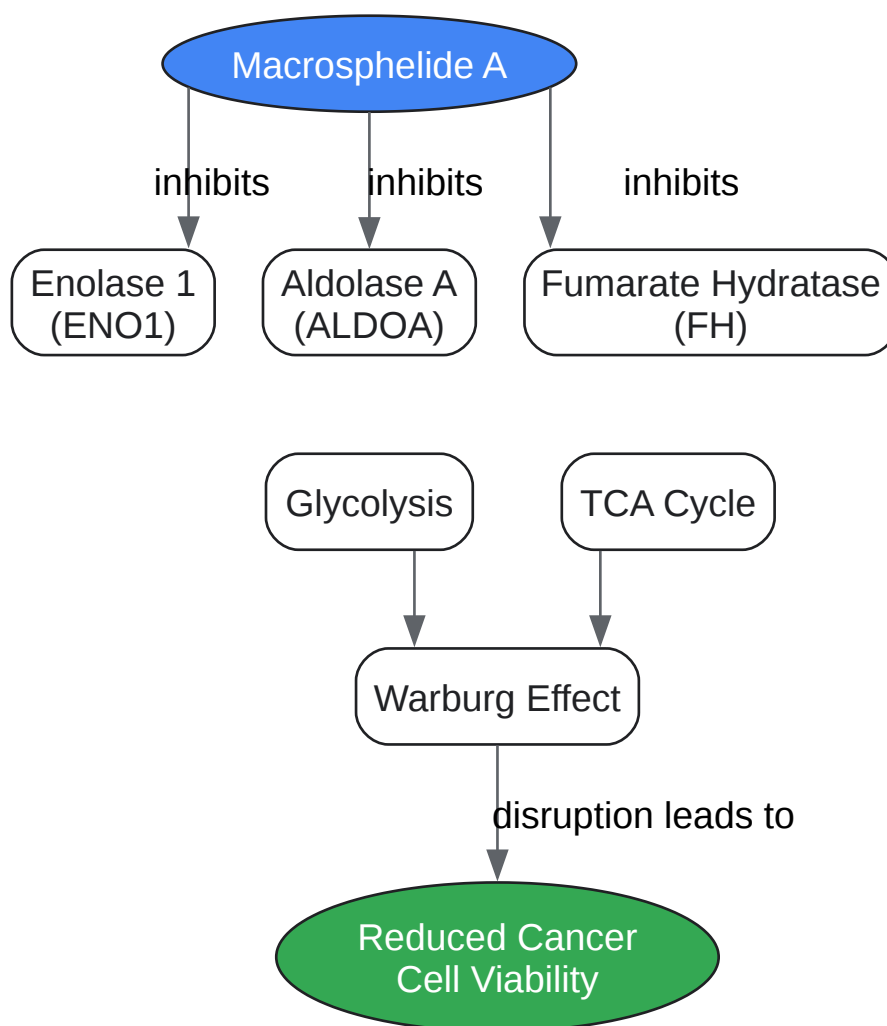 Macrosphelide A
inhibits
inhibits
inhibits
Enolase 1
(ENO1)
Aldolase A
(ALDOA)
Fumarate Hydratase
(FH)
Glycolysis
TCA Cycle
Warburg Effect
disruption leads to
Reduced Cancer
Cell Viability